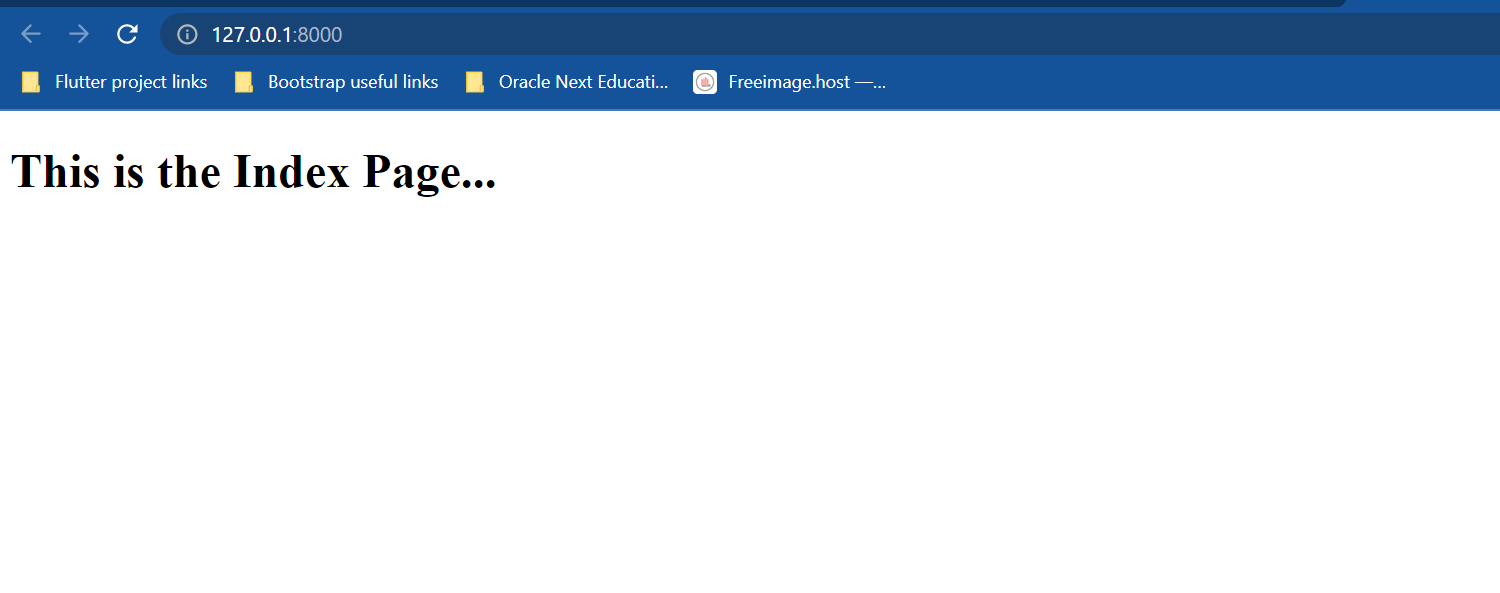 127.0.0.1:8000
Flutter project links Bootstrap useful links Oracle Next Educati... Freeimage.host —...
This is the Index Page...